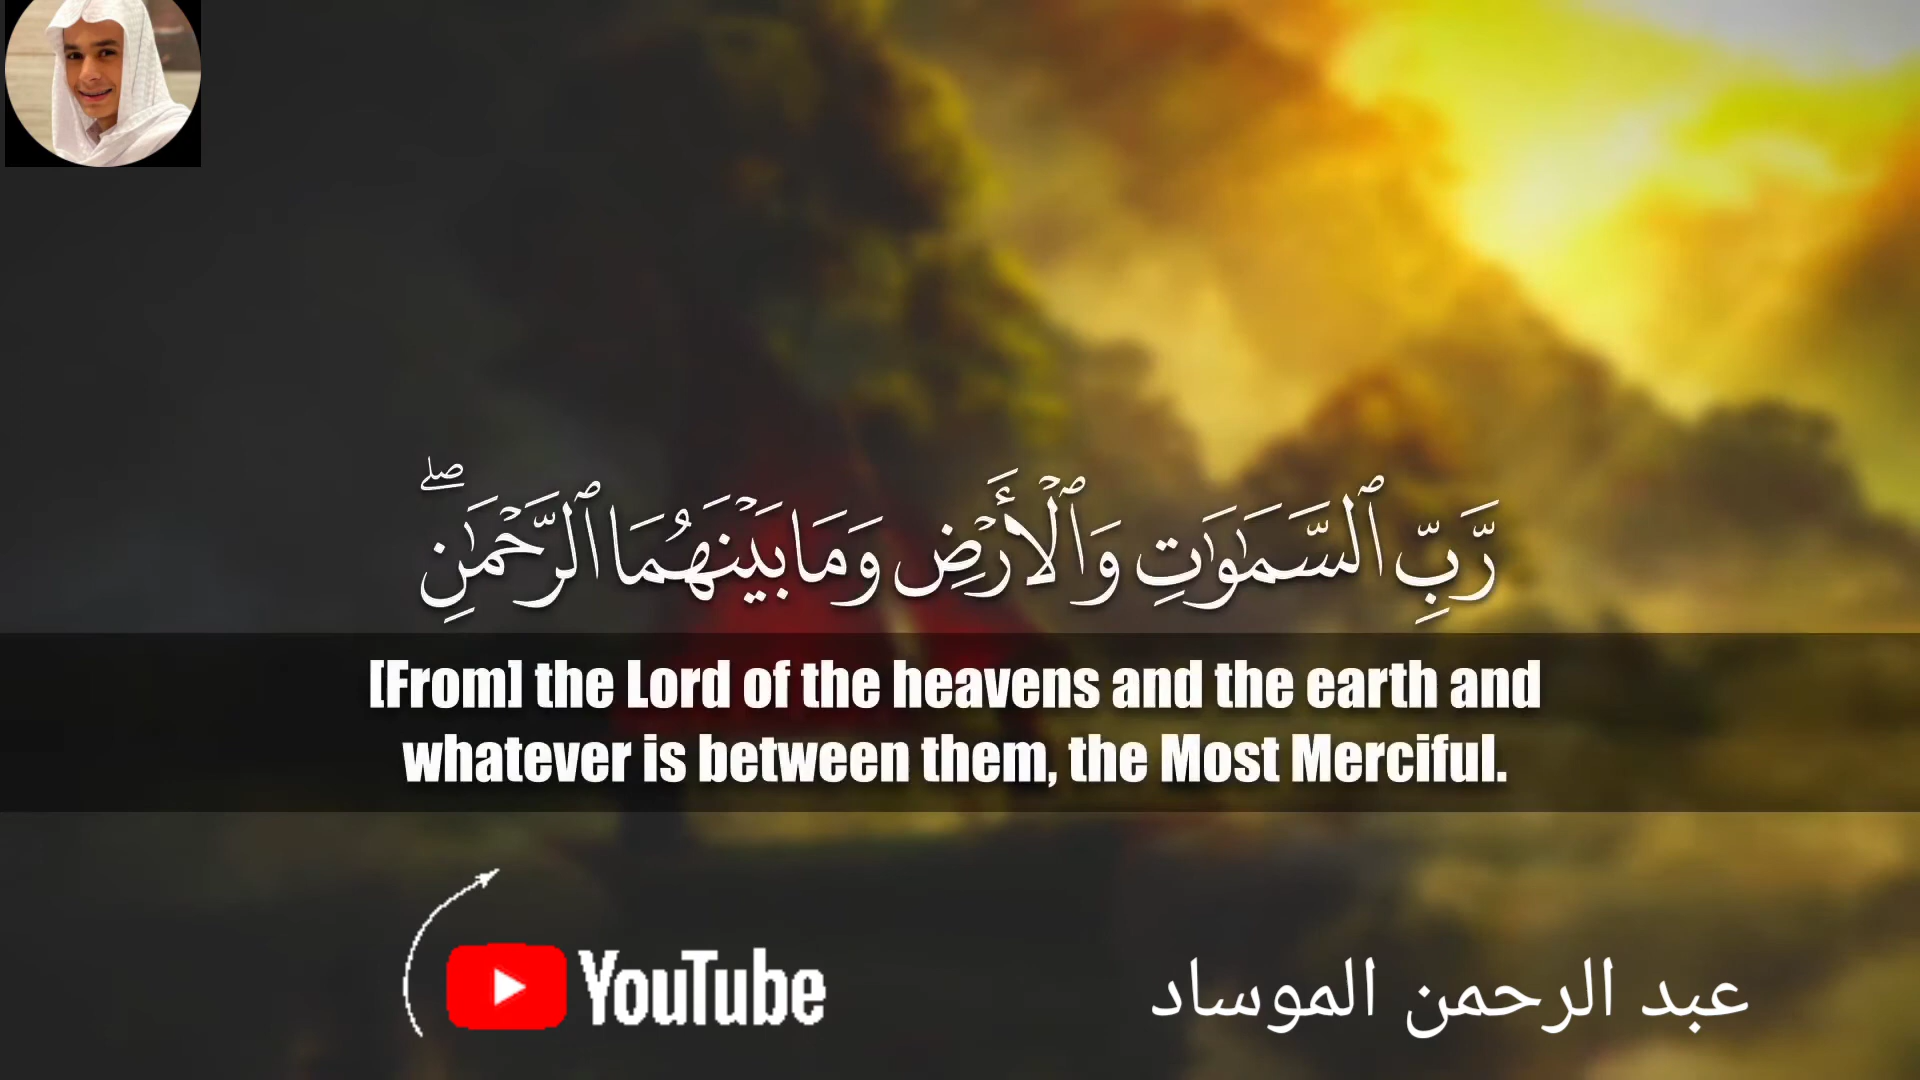 رَّبِّ ٱلسَّمَـٰوَٰتِ وَٱلْأَرْضِ وَمَا بَيْنَهُمَا ٱلرَّحْمَـٰنِ ۖ
[From] the Lord of the heavens and the earth and
whatever is between them, the Most Merciful.
YouTube
عبد الرحمن الموساد